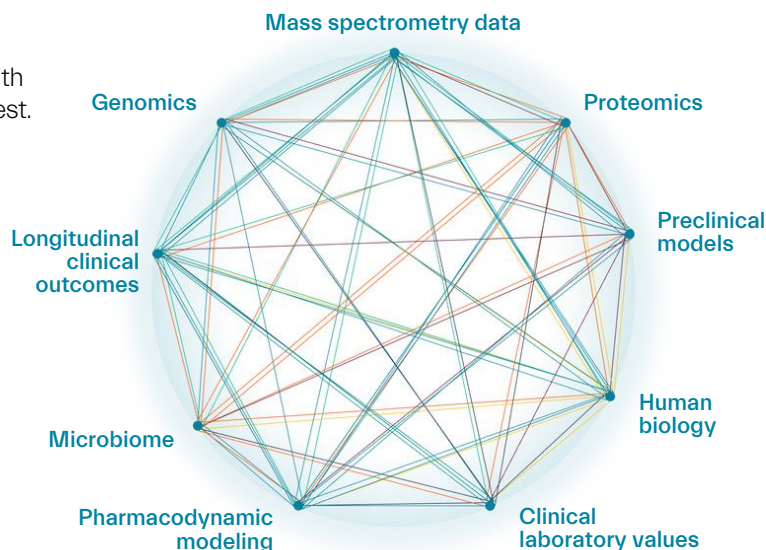 Mass spectrometry data
Genomics
Proteomics
Preclinical
models
Longitudinal
clinical
outcomes
Human
biology
Microbiome
Clinical
laboratory values
Pharmacodynamic
modeling